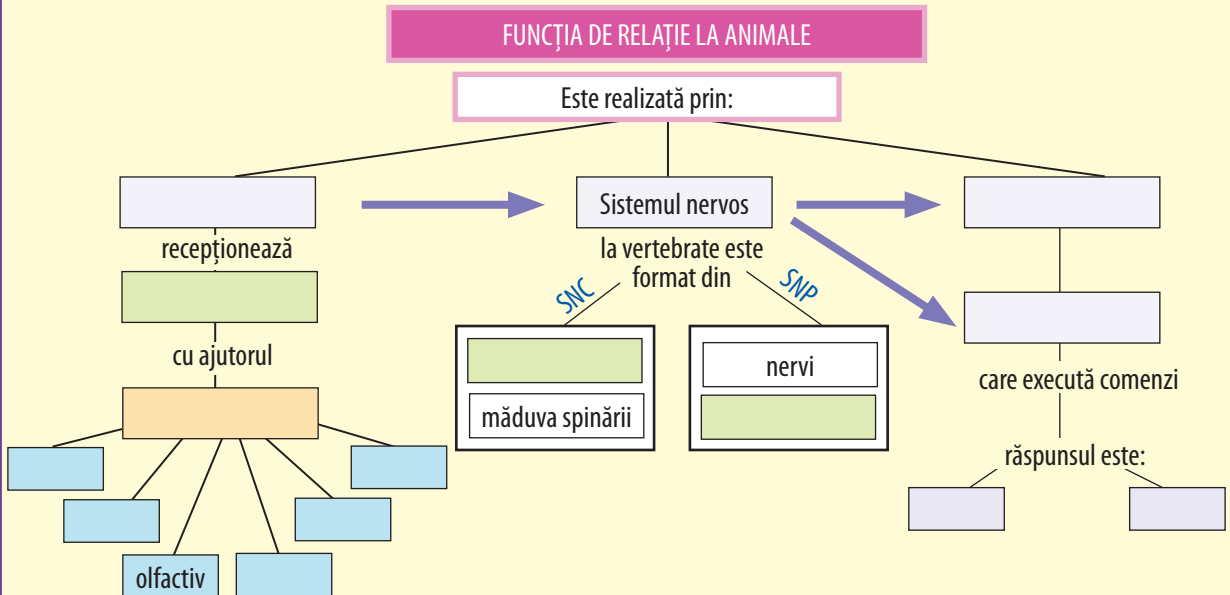 FUNCȚIA DE RELAȚIE LA ANIMALE
Este realizată prin:
Sistemul nervos
recepționează
la vertebrate este
format din
SNC
SNP
cu ajutorul
nervi
măduva spinării
care execută comenzi
răspunsul este:
olfactiv